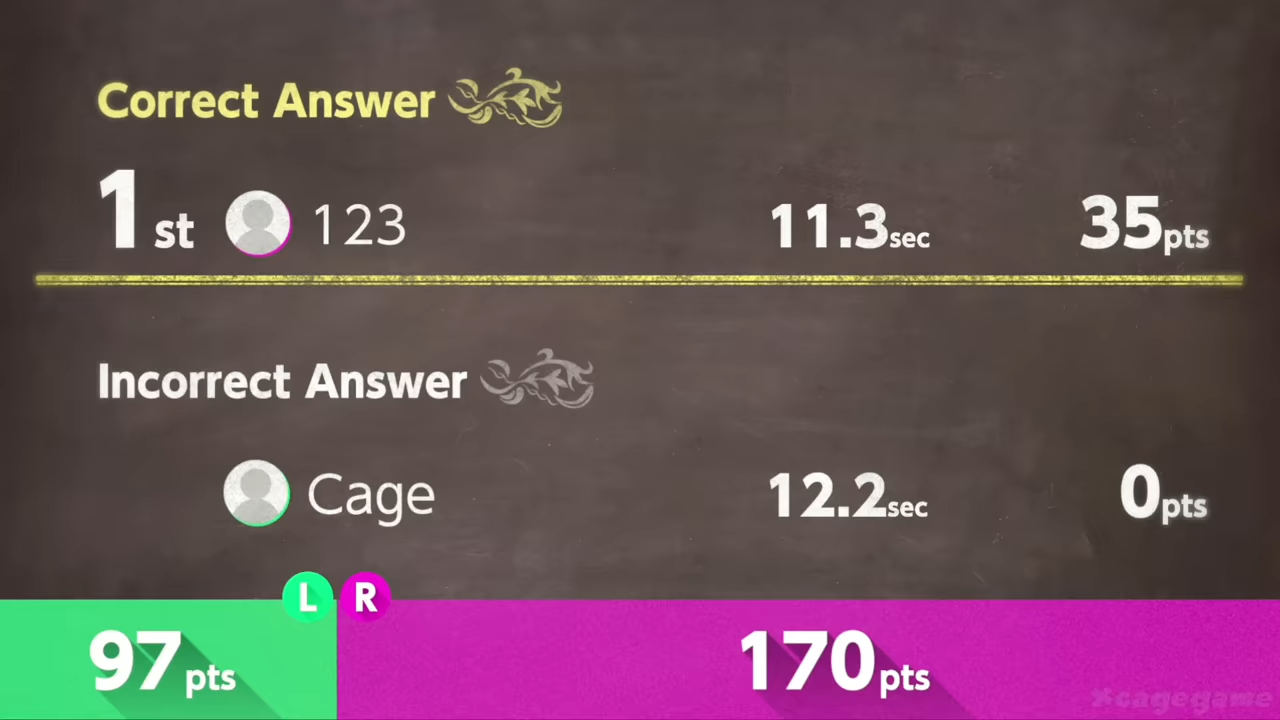 Correct Answer
1st 123 11.3sec 35pts
Incorrect Answer
Cage 12.2sec 0pts
L R
97pts 170pts
cagegame